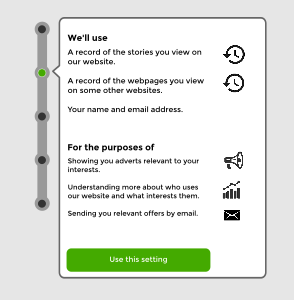 We'll use
A record of the stories you view on
our website.
A record of the webpages you view
on some other websites.
Your name and email address.
For the purposes of
Showing you adverts relevant to your
interests.
Understanding more about who uses
our website and what interests them.
Sending you relevant offers by email.
Use this setting